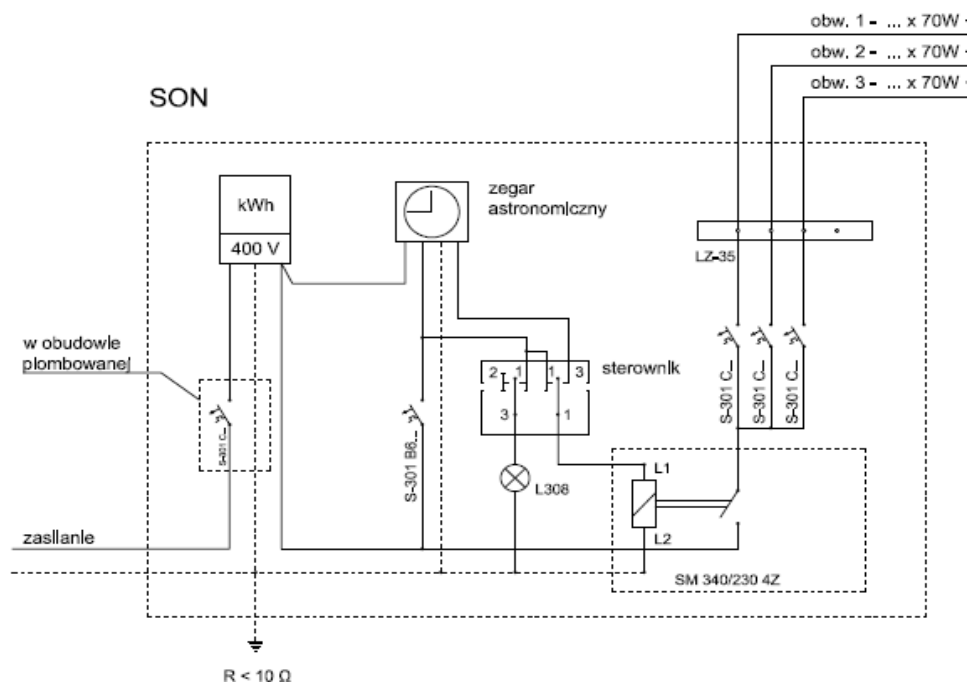 obw. 1 - ... x 70W
obw. 2 - ... x 70W
obw. 3 - ... x 70W
SON
kWh
400 V
zegar
astronomiczny
LZ-35
w obudowie
plombowanej
S-301 C...
S-301 B6...
2 1 1 3
3 1
sterownik
L308
S-301 C...
S-301 C...
S-301 C...
L1
L2
SM 340/230 4Z
zasilanie
R < 10 Ω